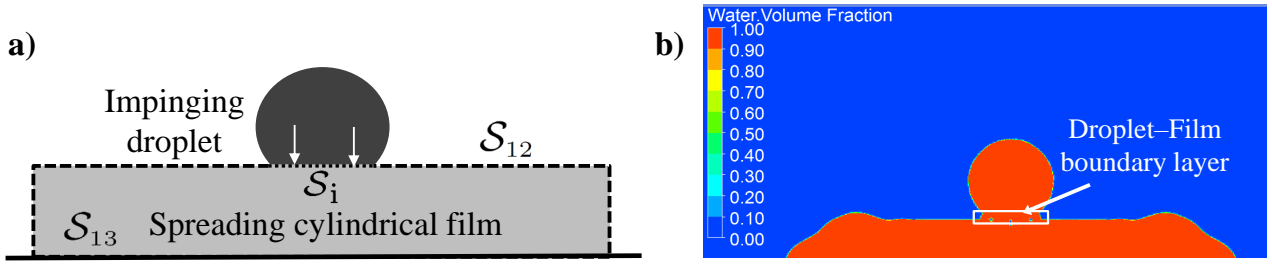 a)
Impinging
droplet
S₁₂
Sᵢ
S₁₃ Spreading cylindrical film
b)
Water.Volume Fraction
1.00
0.90
0.80
0.70
0.60
0.50
0.40
0.30
0.20
0.10
0.00
Droplet–Film
boundary layer